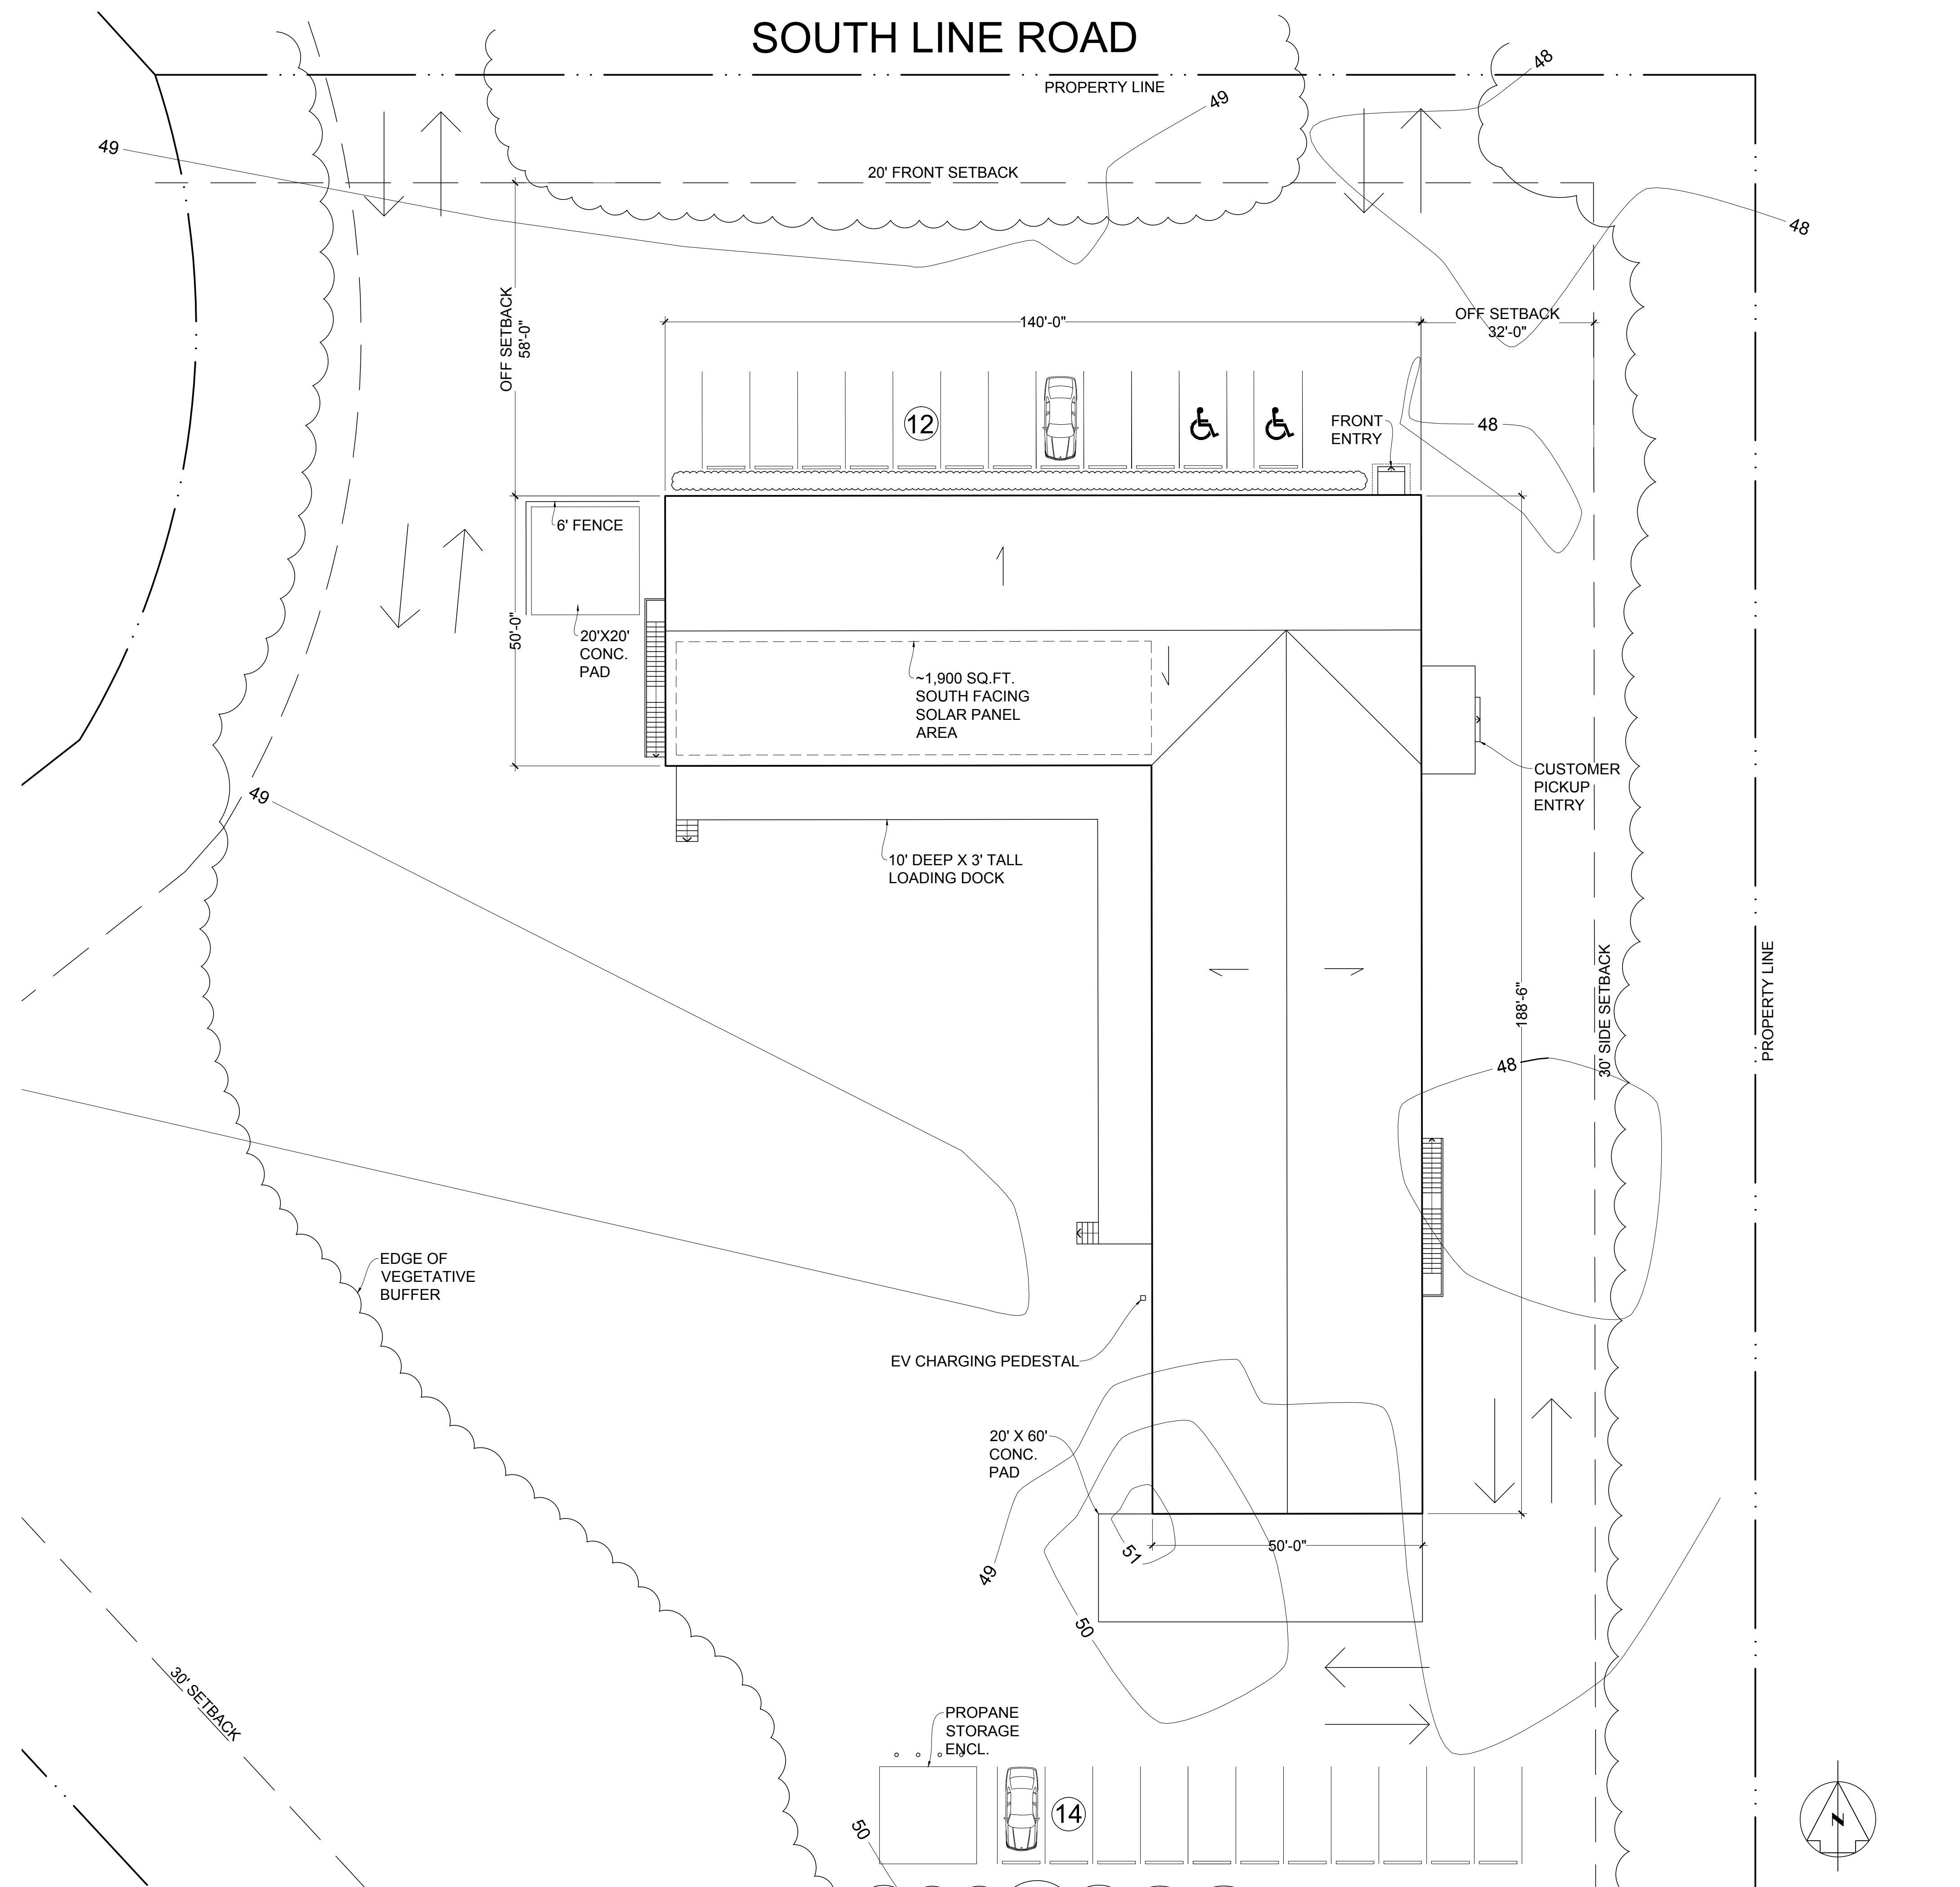 SOUTH LINE ROAD
PROPERTY LINE
48
49
49
20' FRONT SETBACK
48
OFF SETBACK
58'-0"
140'-0"
OFF SETBACK
32'-0"
12
FRONT
ENTRY
48
6' FENCE
50'-0"
20'X20'
CONC.
PAD
~1,900 SQ.FT.
SOUTH FACING
SOLAR PANEL
AREA
CUSTOMER
PICKUP
ENTRY
49
10' DEEP X 3' TALL
LOADING DOCK
188'-6"
30' SIDE SETBACK
PROPERTY LINE
48
EDGE OF
VEGETATIVE
BUFFER
EV CHARGING PEDESTAL
20' X 60'
CONC.
PAD
49
51
50'-0"
50
30' SETBACK
PROPANE
STORAGE
ENCL.
14
50
N